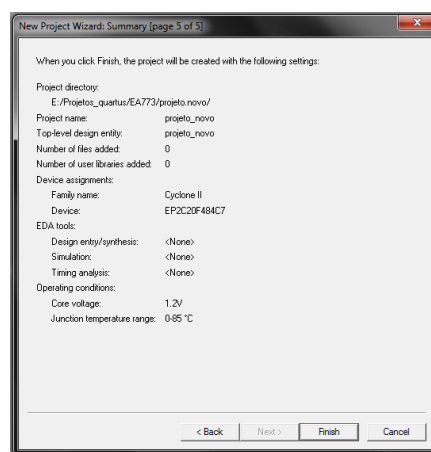 New Project Wizard: Summary [page 5 of 5]
When you click Finish, the project will be created with the following settings:
Project directory:
E:/Projetos_quartus/EA773/projeto.novo/
Project name: projeto_novo
Top-level design entity: projeto_novo
Number of files added: 0
Number of user libraries added: 0
Device assignments:
Family name: Cyclone II
Device: EP2C20F484C7
EDA tools:
Design entry/synthesis: <None>
Simulation: <None>
Timing analysis: <None>
Operating conditions:
Core voltage: 1.2V
Junction temperature range: 0-85 °C
< Back Next > Finish Cancel